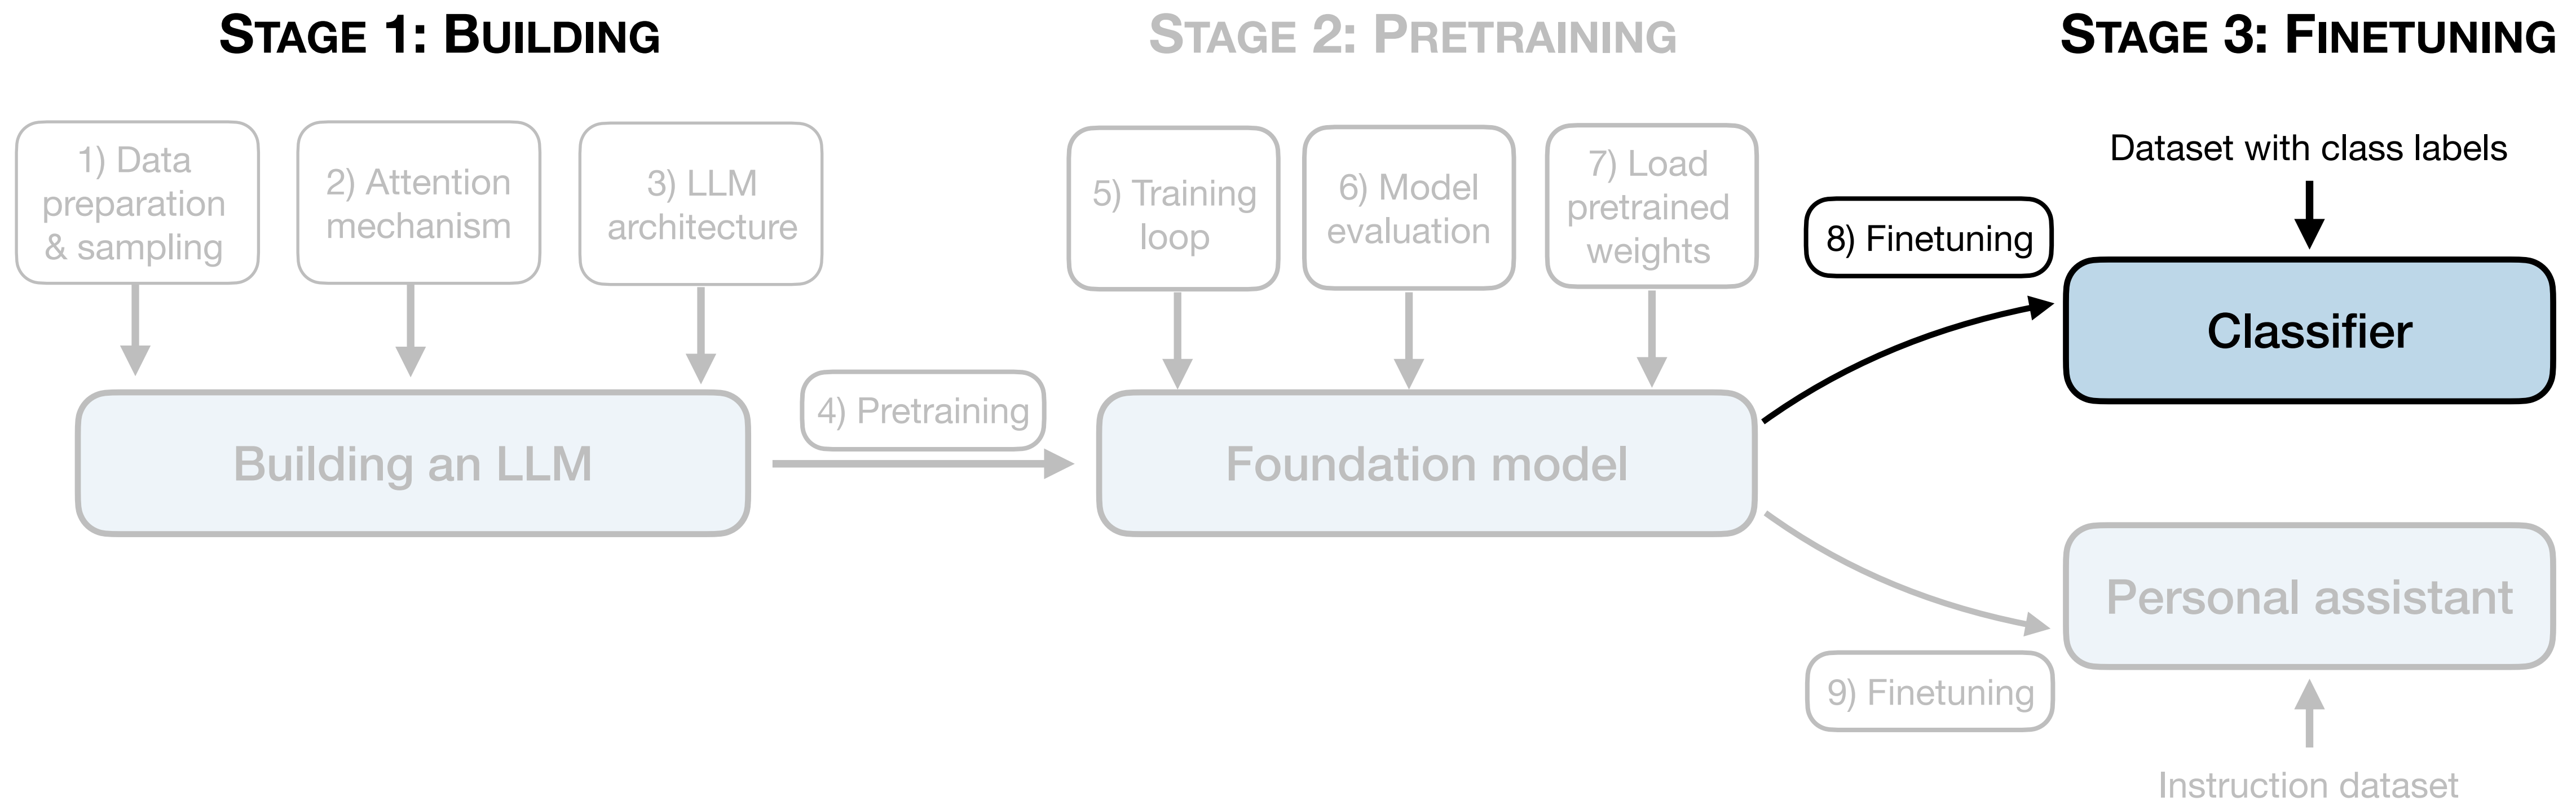 STAGE 1: BUILDING
STAGE 2: PRETRAINING
STAGE 3: FINETUNING
1) Data
preparation
& sampling
2) Attention
mechanism
3) LLM
architecture
5) Training
loop
6) Model
evaluation
7) Load
pretrained
weights
Dataset with class labels
8) Finetuning
Classifier
4) Pretraining
Building an LLM
Foundation model
Personal assistant
9) Finetuning
Instruction dataset